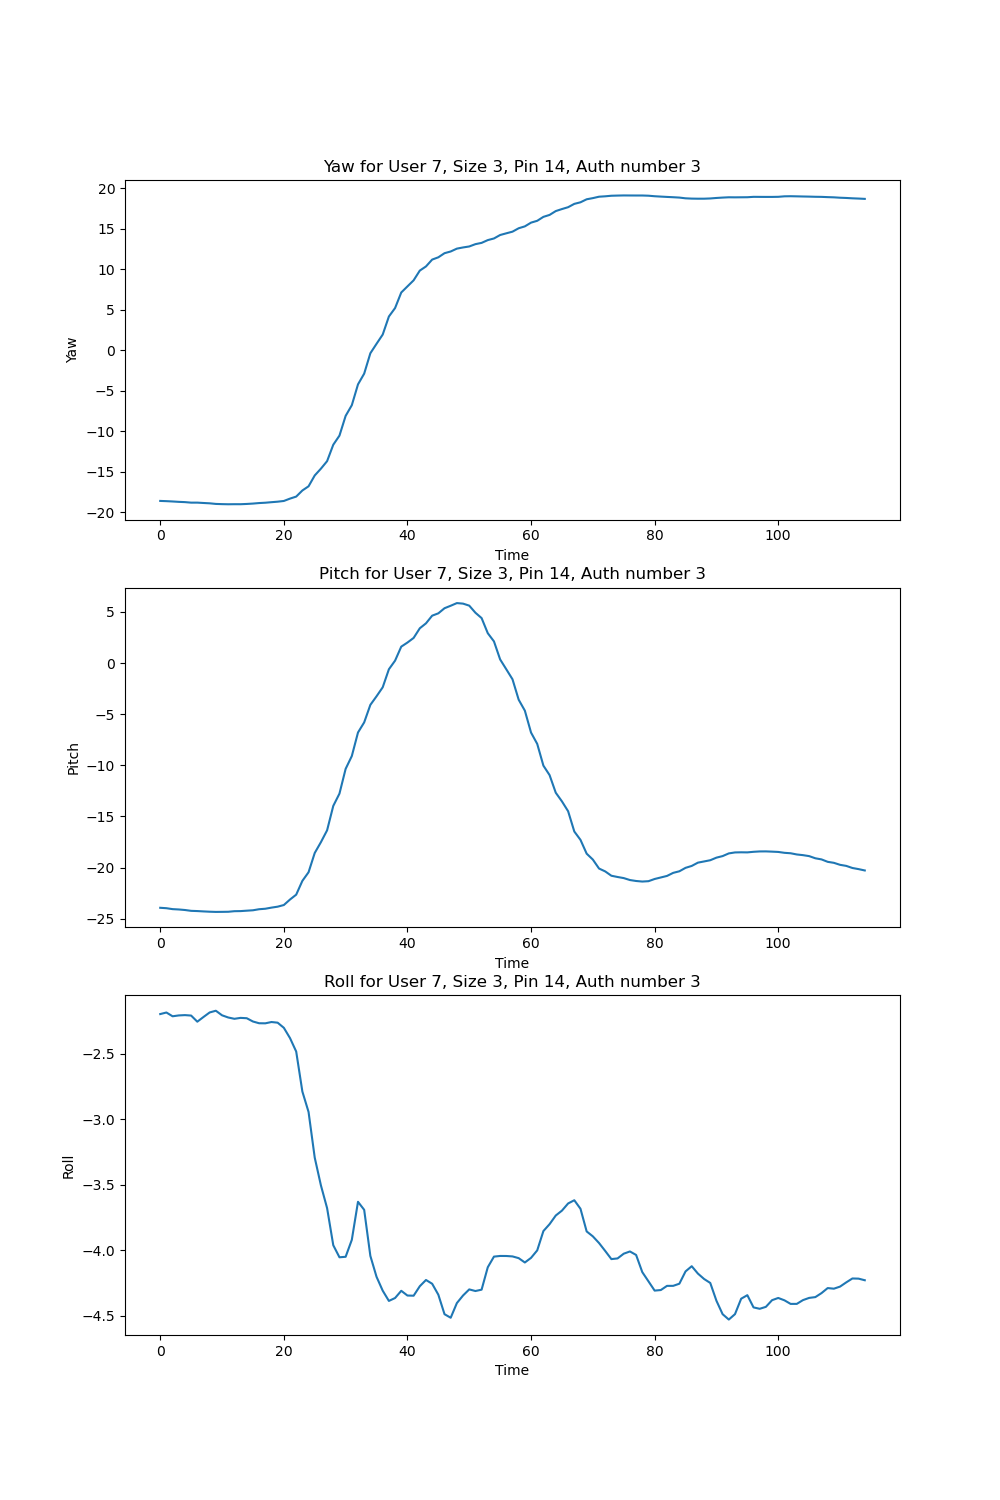 Yaw for User 7, Size 3, Pin 14, Auth number 3
20
15
10
5
0
−5
−10
−15
−20
Yaw
0 20 40 60 80 100
Time
Pitch for User 7, Size 3, Pin 14, Auth number 3
5
0
−5
−10
−15
−20
−25
Pitch
0 20 40 60 80 100
Time
Roll for User 7, Size 3, Pin 14, Auth number 3
−2.5
−3.0
−3.5
−4.0
−4.5
Roll
0 20 40 60 80 100
Time